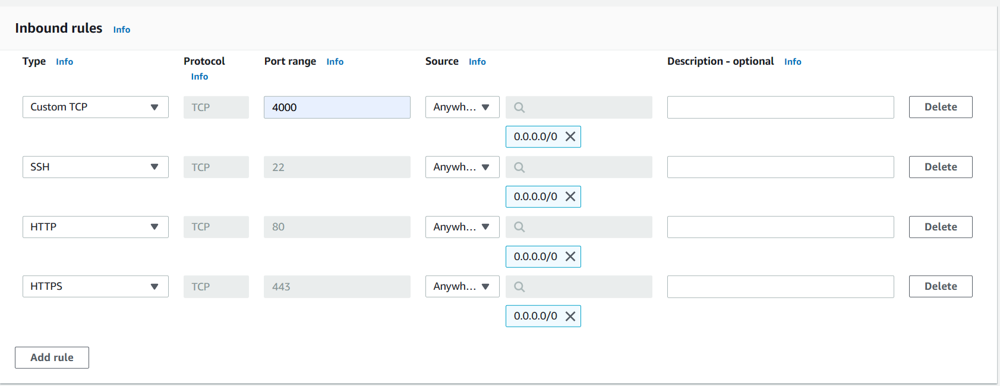 Inbound rules Info
Type Info Protocol Info Port range Info Source Info Description - optional Info
Custom TCP TCP 4000 Anywh... Delete
0.0.0.0/0
SSH TCP 22 Anywh... Delete
0.0.0.0/0
HTTP TCP 80 Anywh... Delete
0.0.0.0/0
HTTPS TCP 443 Anywh... Delete
0.0.0.0/0
Add rule